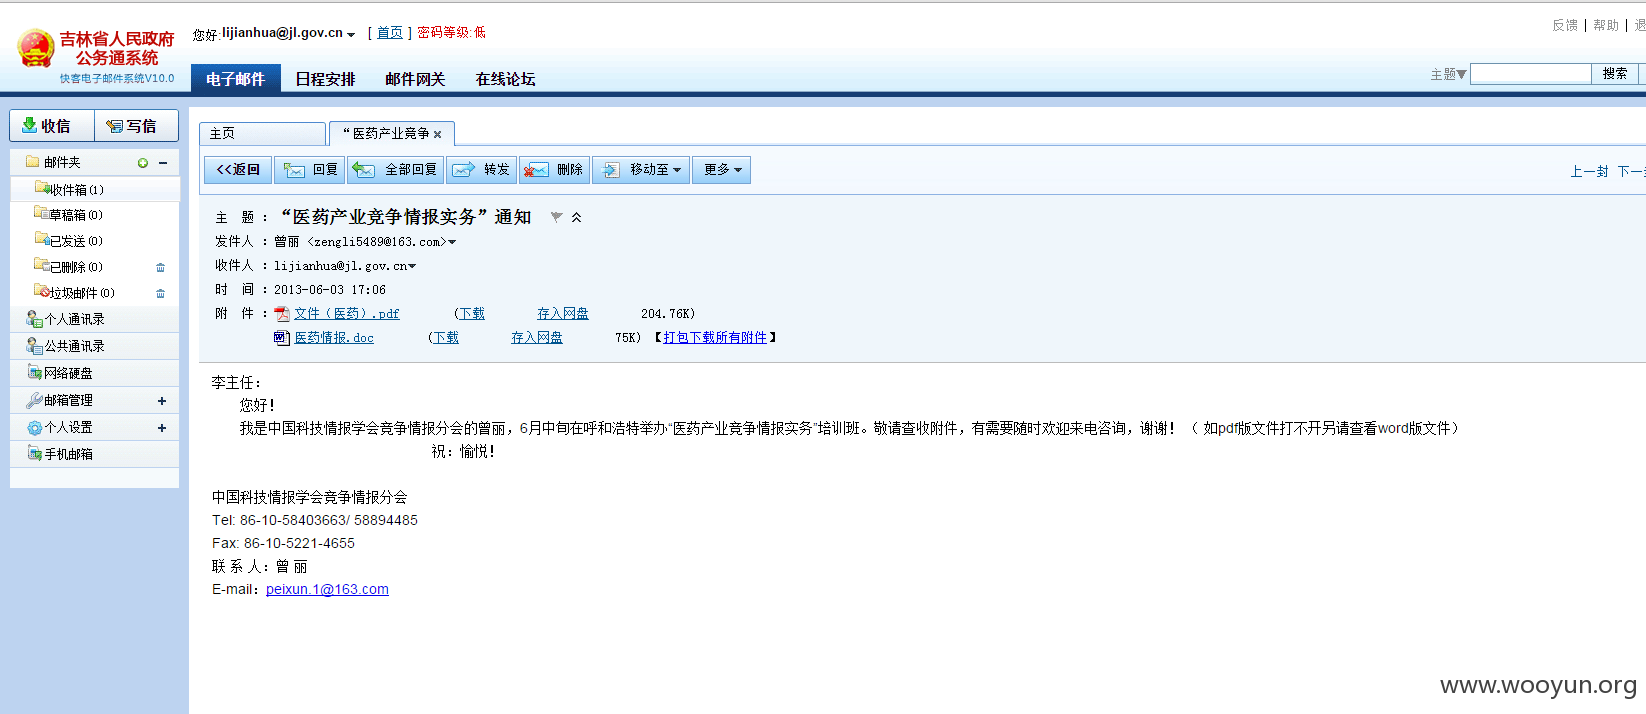 吉林省人民政府
公务通系统
快客电子邮件系统V10.0
您好:lijianhua@jl.gov.cn [ 首页 ] 密码等级:低
反馈 | 帮助 | 退
电子邮件 日程安排 邮件网关 在线论坛
主题 搜索
收信 写信
邮件夹
收件箱(1)
草稿箱(0)
已发送(0)
已删除(0)
垃圾邮件(0)
个人通讯录
公共通讯录
网络硬盘
邮箱管理
个人设置
手机邮箱
主页 “医药产业竞争 x
<<返回 回复 全部回复 转发 删除 移动至 更多
上一封 下一封
主 题 : “医药产业竞争情报实务”通知
发件人 : 曾丽 <zengli5489@163.com>
收件人 : lijianhua@jl.gov.cn
时 间 : 2013-06-03 17:06
附 件 : 文件（医药）.pdf (下载 存入网盘 204.76K)
医药情报.doc (下载 存入网盘 75K) 【打包下载所有附件】
李主任：
您好！
我是中国科技情报学会竞争情报分会的曾丽，6月中旬在呼和浩特举办“医药产业竞争情报实务”培训班。敬请查收附件，有需要随时欢迎来电咨询，谢谢！（ 如pdf版文件打不开另请查看word版文件）
祝：愉悦！
中国科技情报学会竞争情报分会
Tel: 86-10-58403663/ 58894485
Fax: 86-10-5221-4655
联 系 人：曾 丽
E-mail：peixun.1@163.com
www.wooyun.org